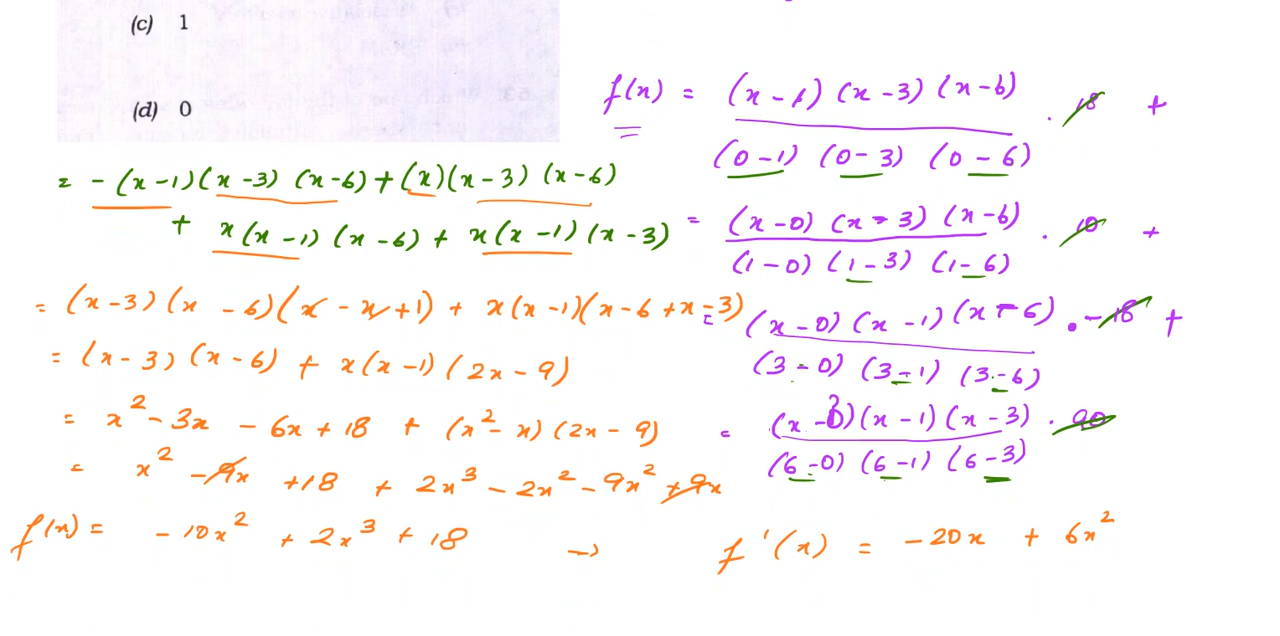 (c) 1
(d) 0
f(x) = (x - 1) (x - 3) (x - 6) / (0 - 1) (0 - 3) (0 - 6) . 18 +
= (x - 0) (x - 3) (x - 6) / (1 - 0) (1 - 3) (1 - 6) . 10 +
= (x - 0) (x - 1) (x - 6) / (3 - 0) (3 - 1) (3 - 6) . - 18 +
= (x - 0) (x - 1) (x - 3) / (6 - 0) (6 - 1) (6 - 3) . 90
= - (x - 1) (x - 3) (x - 6) + (x) (x - 3) (x - 6)
+ x(x - 1) (x - 6) + x(x - 1) (x - 3)
= (x - 3) (x - 6) (x - x + 1) + x(x - 1)(x - 6 + x - 3)
= (x - 3) (x - 6) + x(x - 1) (2x - 9)
= x² - 3x - 6x + 18 + (x² - x) (2x - 9)
= x² - 9x + 18 + 2x³ - 2x² - 9x² + 9x
f(x) = - 10x² + 2x³ + 18 → f'(x) = - 20x + 6x²